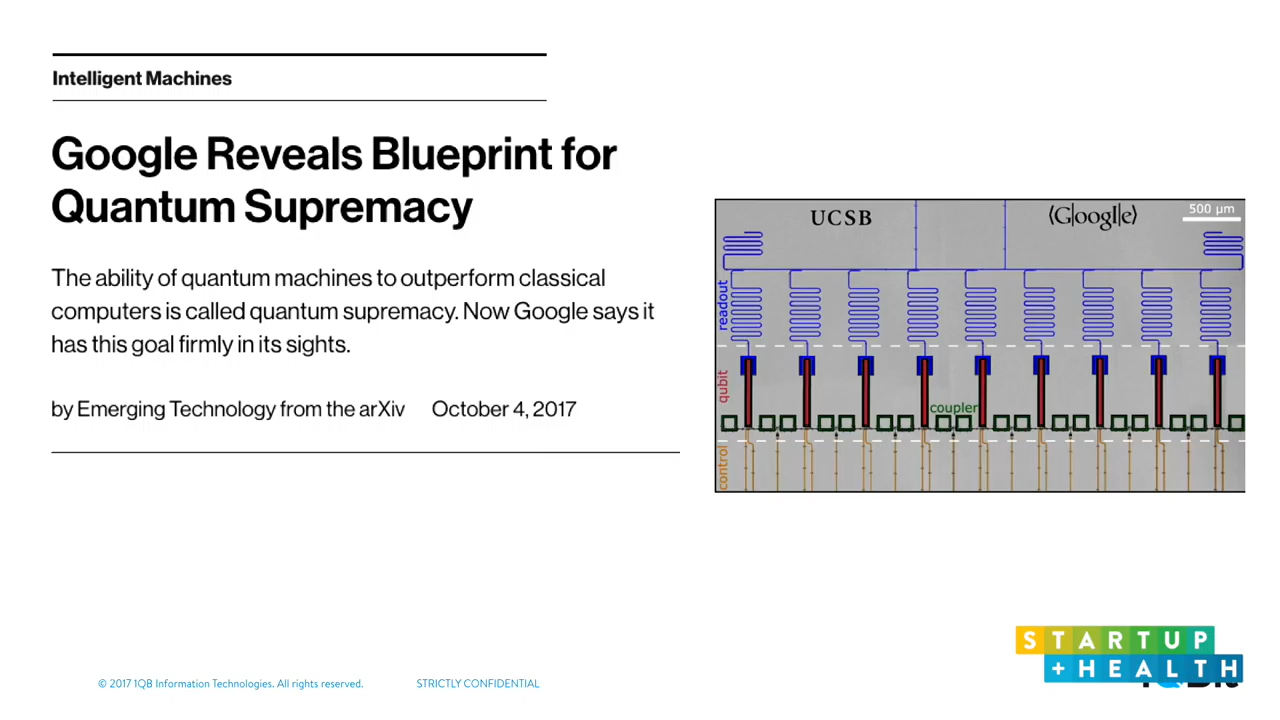 Intelligent Machines
Google Reveals Blueprint for
Quantum Supremacy
The ability of quantum machines to outperform classical
computers is called quantum supremacy. Now Google says it
has this goal firmly in its sights.
by Emerging Technology from the arXiv October 4, 2017
UCSB
⟨G|oogl|e⟩
500 µm
readout
qubit
coupler
control
© 2017 1QB Information Technologies. All rights reserved. STRICTLY CONFIDENTIAL
STARTUP
+HEALTH